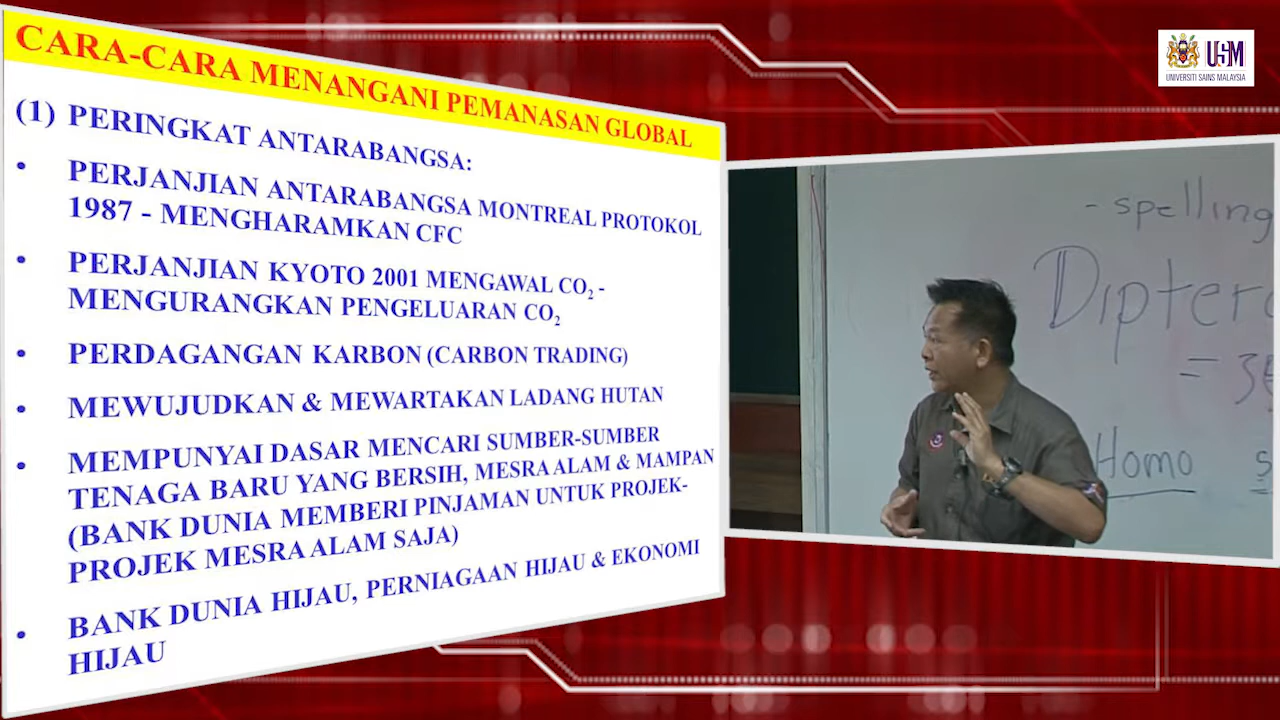 CARA-CARA MENANGANI PEMANASAN GLOBAL
(1) PERINGKAT ANTARABANGSA:
• PERJANJIAN ANTARABANGSA MONTREAL PROTOKOL
1987 - MENGHARAMKAN CFC
• PERJANJIAN KYOTO 2001 MENGAWAL CO₂ -
MENGURANGKAN PENGELUARAN CO₂
• PERDAGANGAN KARBON (CARBON TRADING)
• MEWUJUDKAN & MEWARTAKAN LADANG HUTAN
• MEMPUNYAI DASAR MENCARI SUMBER-SUMBER
TENAGA BARU YANG BERSIH, MESRA ALAM & MAMPAN
(BANK DUNIA MEMBERI PINJAMAN UNTUK PROJEK-
PROJEK MESRA ALAM SAJA)
• BANK DUNIA HIJAU, PERNIAGAAN HIJAU & EKONOMI
HIJAU
USM
UNIVERSITI SAINS MALAYSIA
- spelling
Diptero
Homo s